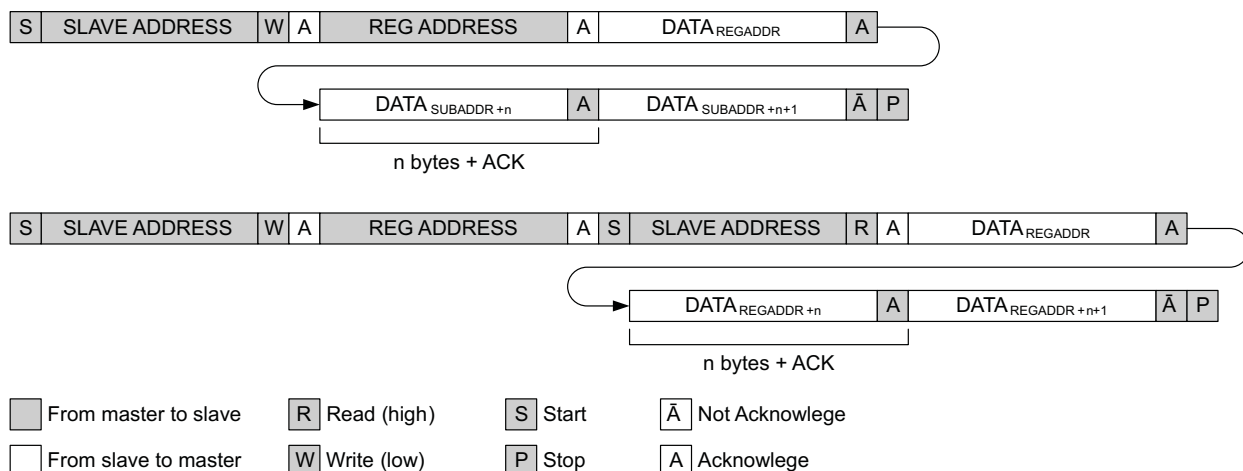 S SLAVE ADDRESS W A REG ADDRESS A DATA REGADDR A
DATA SUBADDR +n A DATA SUBADDR +n+1 Ā P
n bytes + ACK
S SLAVE ADDRESS W A REG ADDRESS A S SLAVE ADDRESS R A DATA REGADDR A
DATA REGADDR +n A DATA REGADDR +n+1 Ā P
n bytes + ACK
From master to slave R Read (high) S Start Ā Not Acknowlege
From slave to master W Write (low) P Stop A Acknowlege